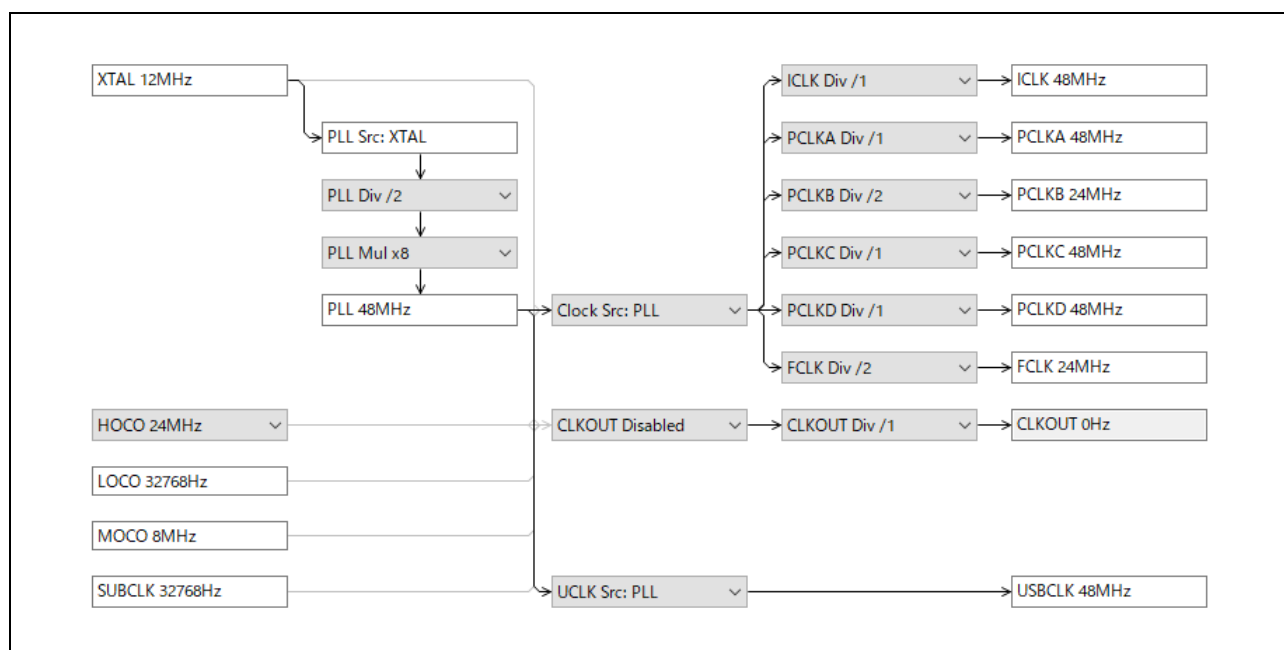 XTAL 12MHz
ICLK Div /1
ICLK 48MHz
PLL Src: XTAL
PCLKA Div /1
PCLKA 48MHz
PLL Div /2
PCLKB Div /2
PCLKB 24MHz
PLL Mul x8
PCLKC Div /1
PCLKC 48MHz
PLL 48MHz
Clock Src: PLL
PCLKD Div /1
PCLKD 48MHz
FCLK Div /2
FCLK 24MHz
HOCO 24MHz
CLKOUT Disabled
CLKOUT Div /1
CLKOUT 0Hz
LOCO 32768Hz
MOCO 8MHz
SUBCLK 32768Hz
UCLK Src: PLL
USBCLK 48MHz